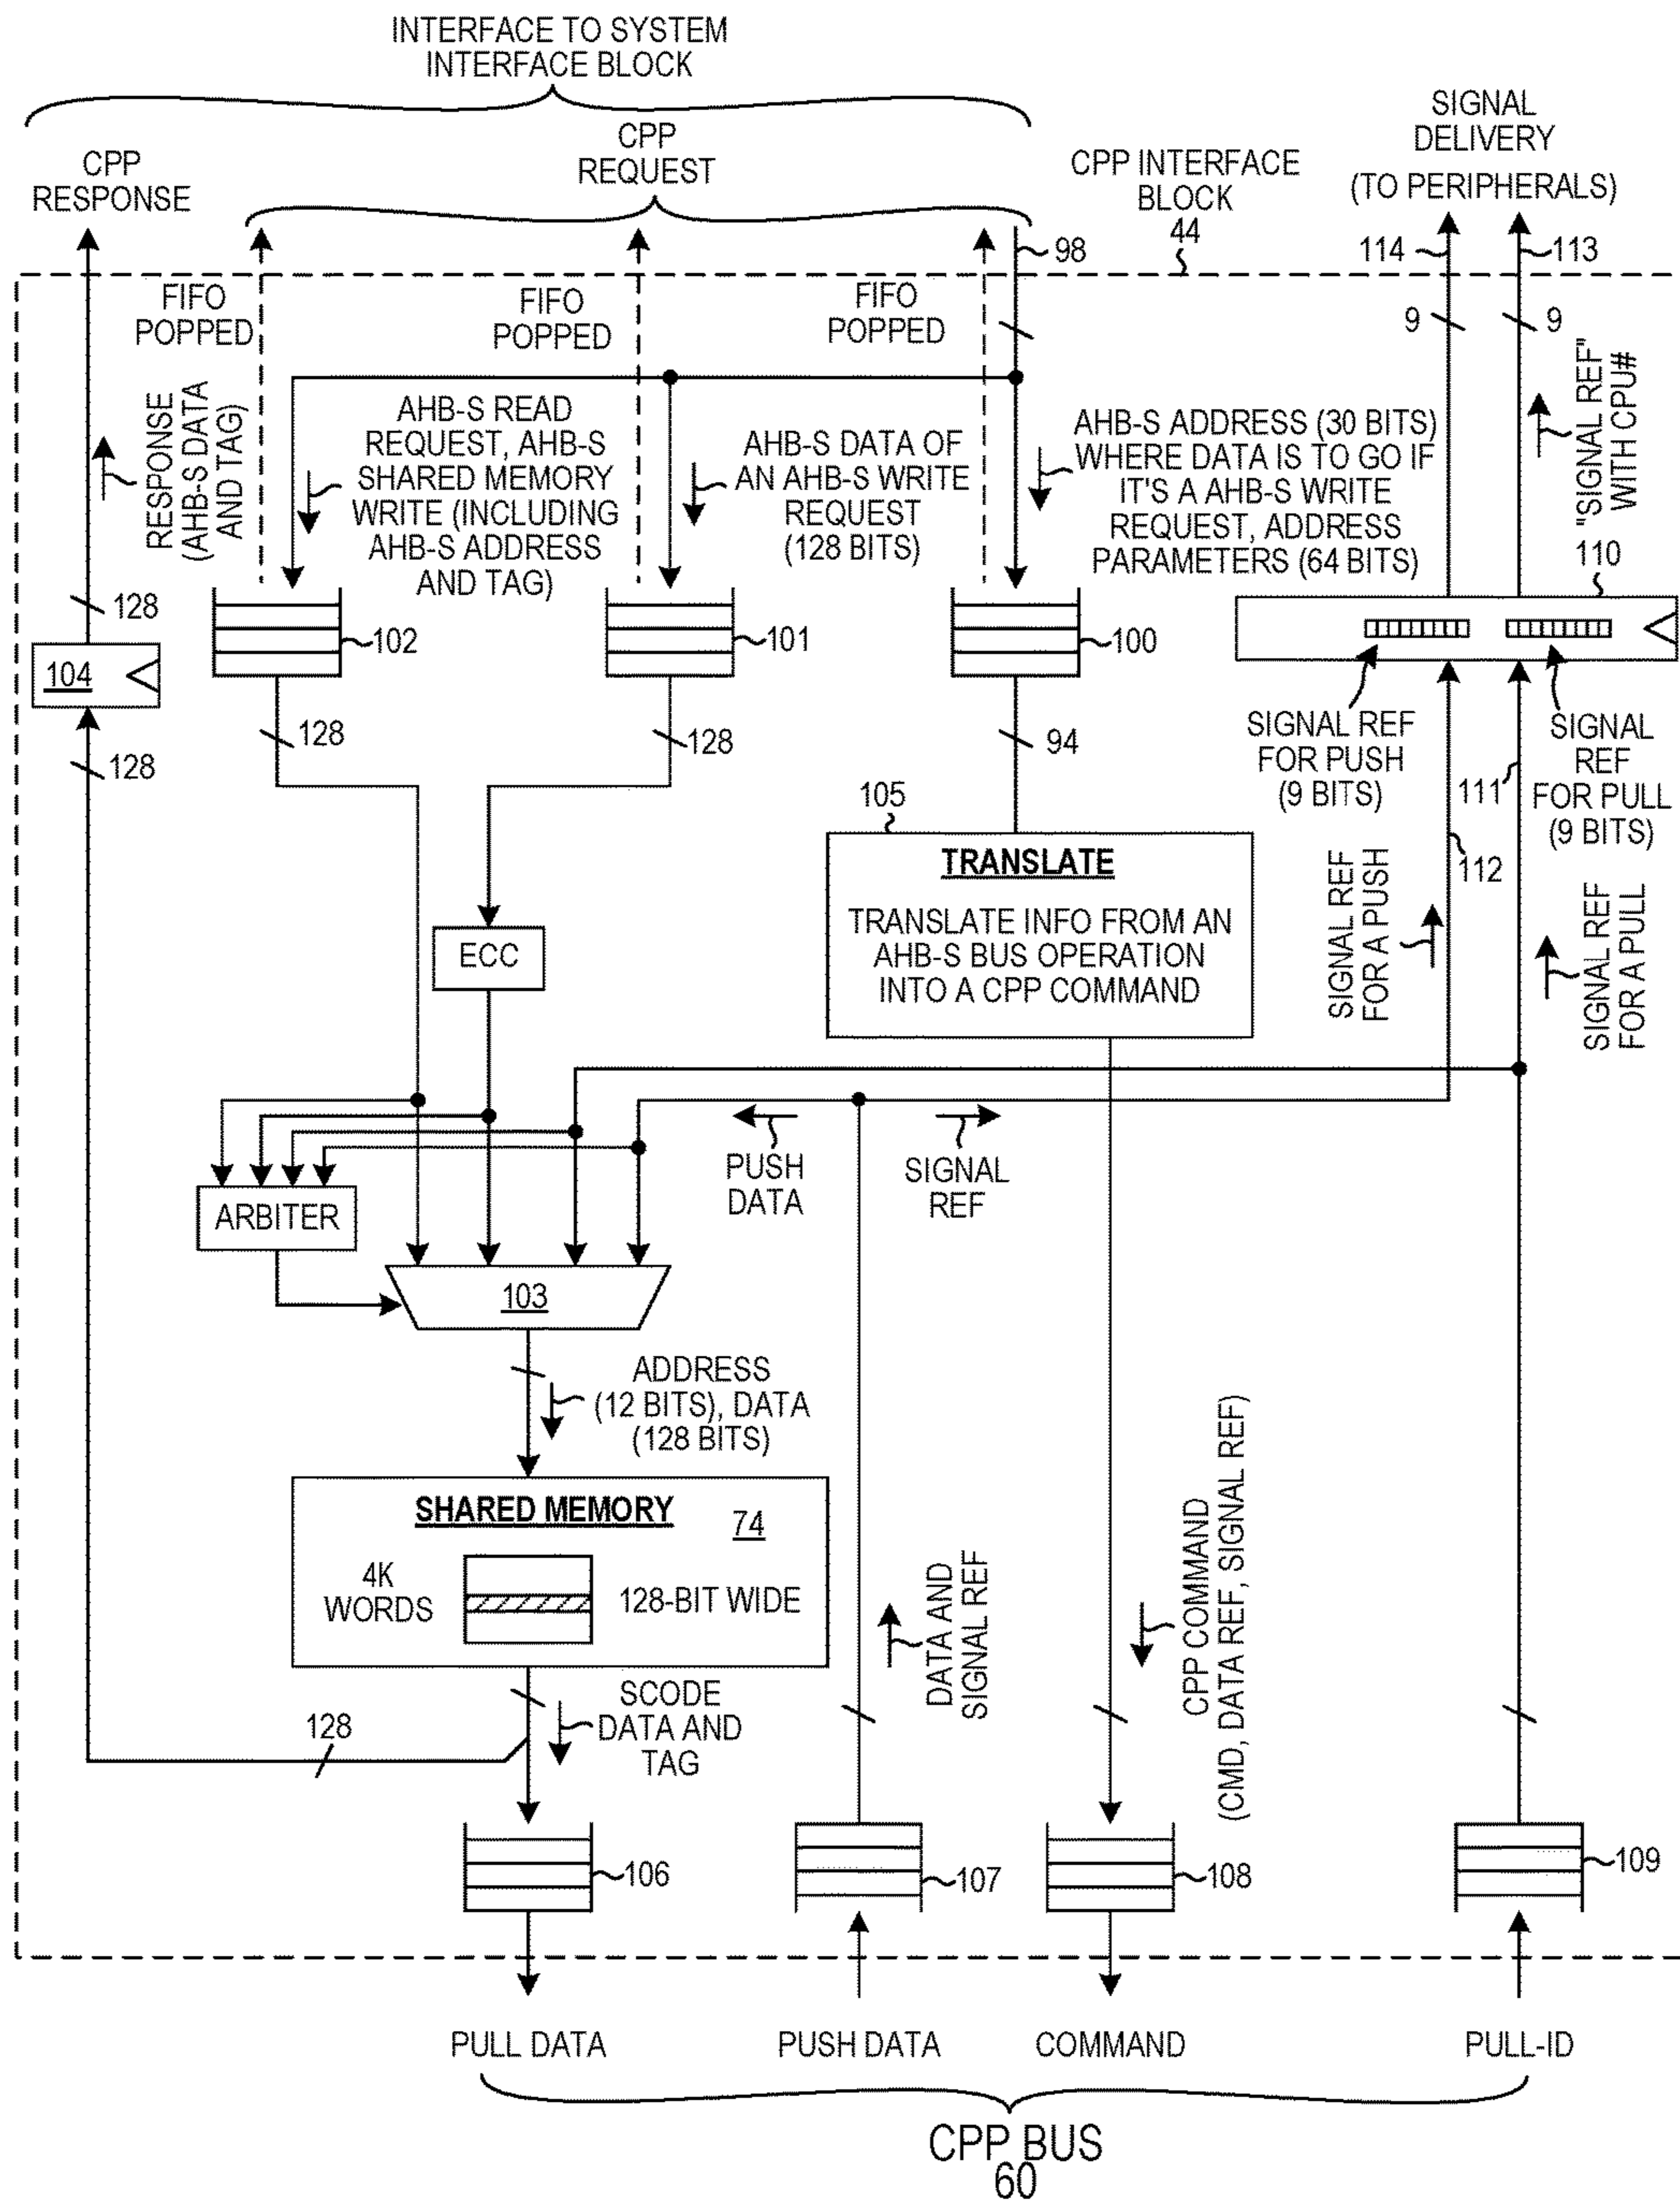 INTERFACE TO SYSTEM
INTERFACE BLOCK
CPP
RESPONSE
CPP
REQUEST
CPP INTERFACE
BLOCK
44
SIGNAL
DELIVERY
(TO PERIPHERALS)
98
114
113
FIFO
POPPED
FIFO
POPPED
FIFO
POPPED
9
9
RESPONSE
(AHB-S DATA
AND TAG)
AHB-S READ
REQUEST, AHB-S
SHARED MEMORY
WRITE (INCLUDING
AHB-S ADDRESS
AND TAG)
AHB-S DATA OF
AN AHB-S WRITE
REQUEST
(128 BITS)
AHB-S ADDRESS (30 BITS)
WHERE DATA IS TO GO IF
IT'S A AHB-S WRITE
REQUEST, ADDRESS
PARAMETERS (64 BITS)
"SIGNAL REF"
WITH CPU#
110
128
102
101
100
104
128
128
128
94
SIGNAL REF
FOR PUSH
(9 BITS)
SIGNAL
REF
FOR PULL
(9 BITS)
111
112
105
TRANSLATE
TRANSLATE INFO FROM AN
AHB-S BUS OPERATION
INTO A CPP COMMAND
SIGNAL REF
FOR A PUSH
SIGNAL REF
FOR A PULL
ECC
PUSH
DATA
SIGNAL
REF
ARBITER
103
ADDRESS
(12 BITS), DATA
(128 BITS)
SHARED MEMORY
74
4K
WORDS
128-BIT WIDE
DATA AND
SIGNAL REF
CPP COMMAND
(CMD, DATA REF, SIGNAL REF)
SCODE
DATA AND
TAG
128
106
107
108
109
PULL DATA
PUSH DATA
COMMAND
PULL-ID
CPP BUS
60